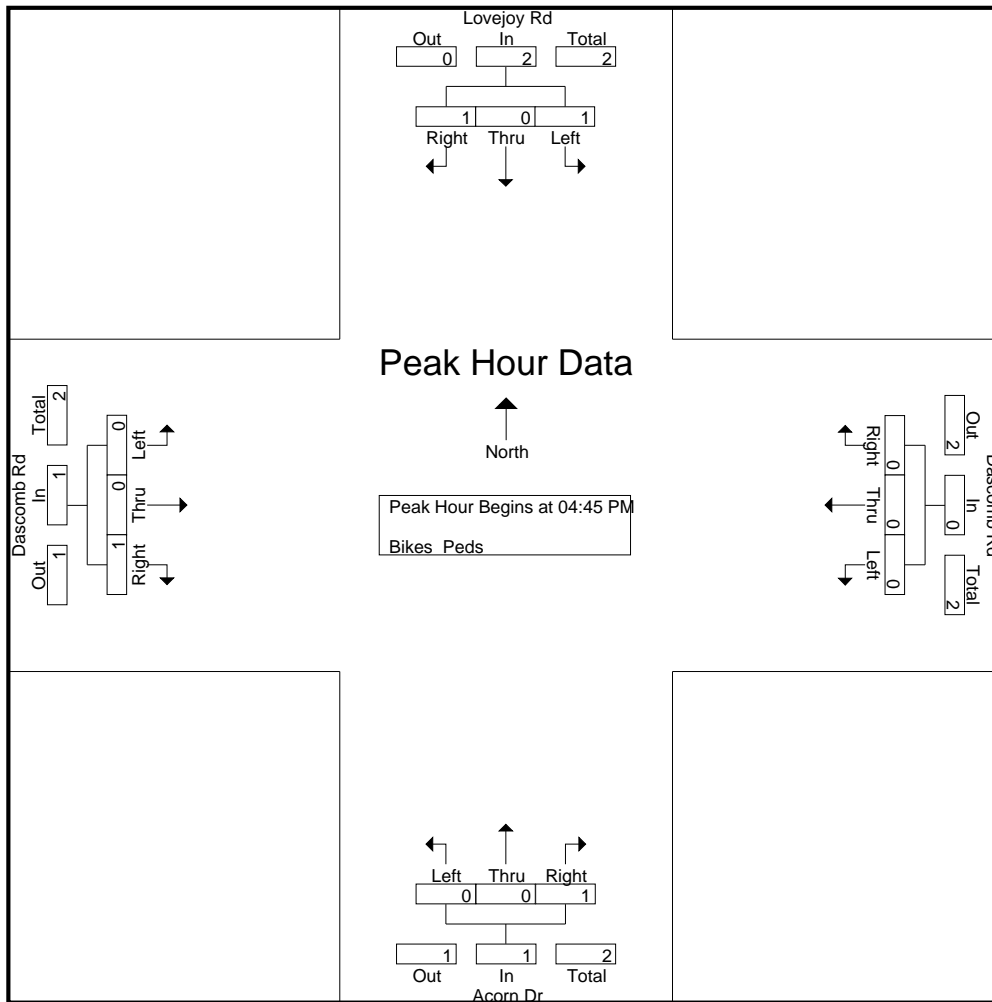 Lovejoy Rd
Out In Total
0 2 2
1 0 1
Right Thru Left
Peak Hour Data
North
Peak Hour Begins at 04:45 PM
Bikes Peds
Dascomb Rd
Total In Out
2 1 1
0 0 1
Left Thru Right
Dascomb Rd
Out In Total
2 0 2
0 0 0
Right Thru Left
Left Thru Right
0 0 1
1 1 2
Out In Total
Acorn Dr